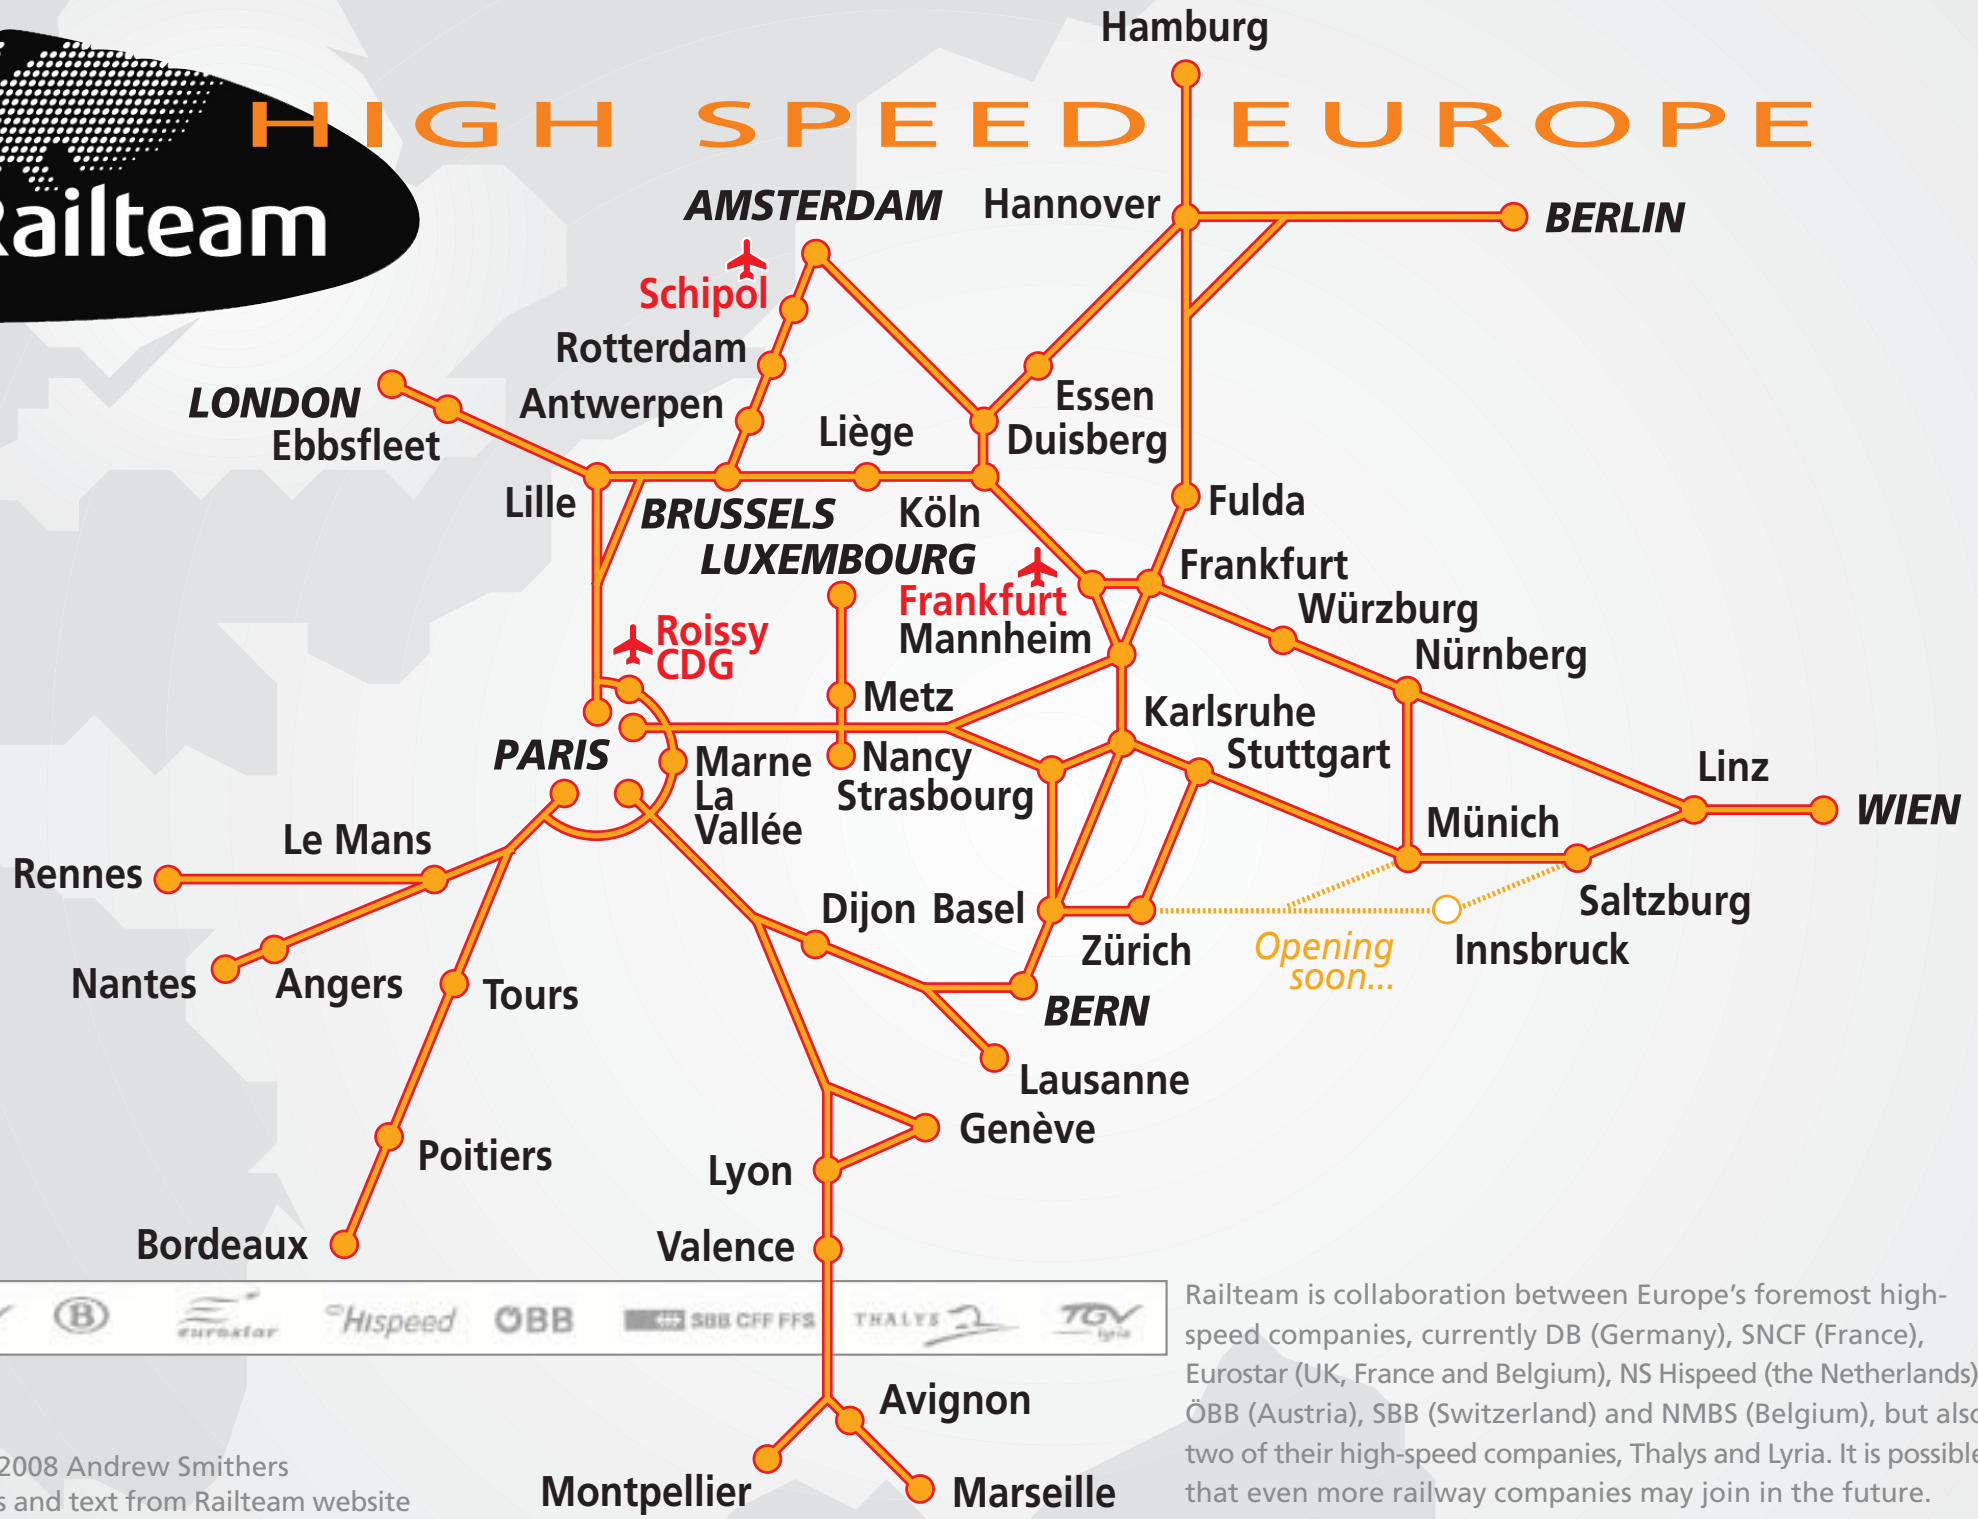 Hamburg
HIGH SPEED EUROPE
Railteam
AMSTERDAM
Hannover
BERLIN
Schipol
Rotterdam
LONDON
Antwerpen
Essen
Ebbsfleet
Liège
Duisberg
Lille
BRUSSELS
Köln
Fulda
LUXEMBOURG
Frankfurt
Frankfurt
Würzburg
Roissy
CDG
Mannheim
Nürnberg
Metz
Karlsruhe
PARIS
Marne
La
Vallée
Nancy
Stuttgart
Linz
Strasbourg
WIEN
Le Mans
Münich
Rennes
Dijon
Basel
Saltzburg
Zürich
Opening
soon...
Innsbruck
Nantes
Angers
Tours
BERN
Lausanne
Genève
Poitiers
Lyon
Bordeaux
Valence
B
eurostar
Hispeed
ÖBB
SBB CFF FFS
THALYS
TGV
lyria
Railteam is collaboration between Europe's foremost high-
speed companies, currently DB (Germany), SNCF (France),
Eurostar (UK, France and Belgium), NS Hispeed (the Netherlands)
ÖBB (Austria), SBB (Switzerland) and NMBS (Belgium), but also
two of their high-speed companies, Thalys and Lyria. It is possible
that even more railway companies may join in the future.
Avignon
2008 Andrew Smithers
s and text from Railteam website
Montpellier
Marseille